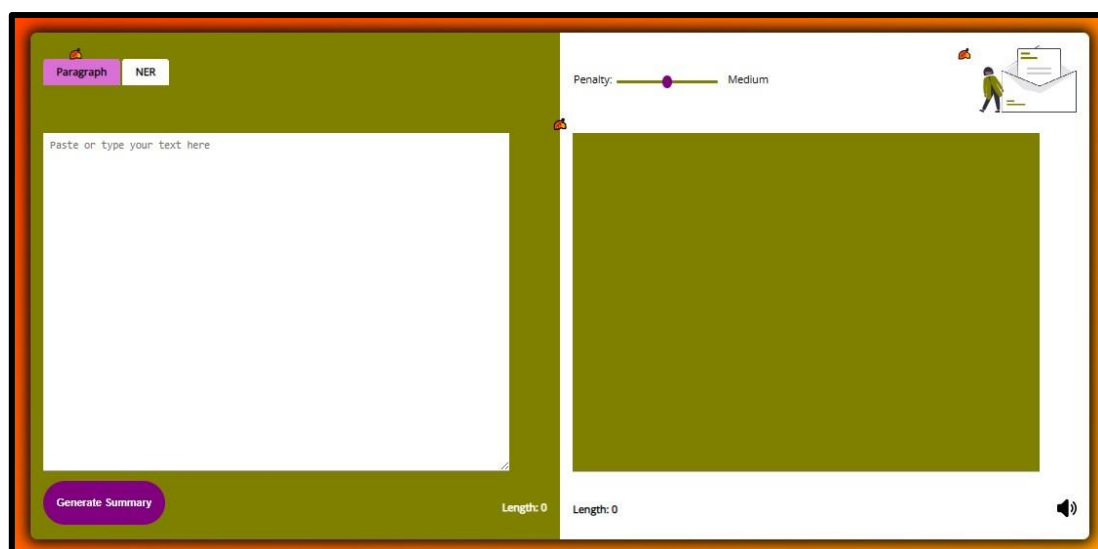 Paragraph NER
Penalty: Medium
Paste or type your text here
Generate Summary
Length: 0
Length: 0